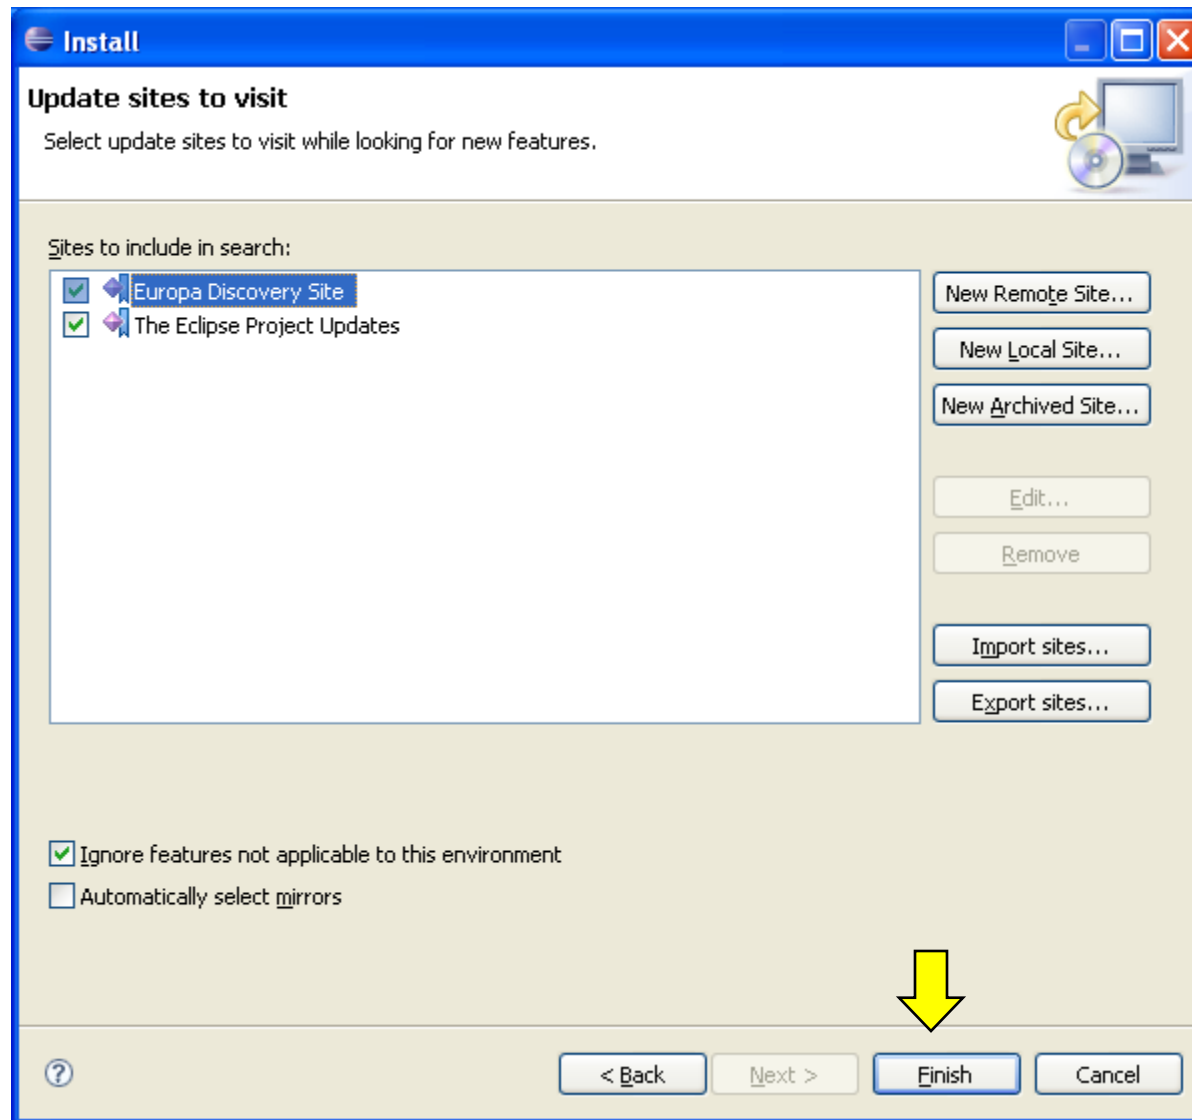 Install
Update sites to visit
Select update sites to visit while looking for new features.
Sites to include in search:
Europa Discovery Site
The Eclipse Project Updates
New Remote Site...
New Local Site...
New Archived Site...
Edit...
Remove
Import sites...
Export sites...
Ignore features not applicable to this environment
Automatically select mirrors
?
< Back
Next >
Finish
Cancel